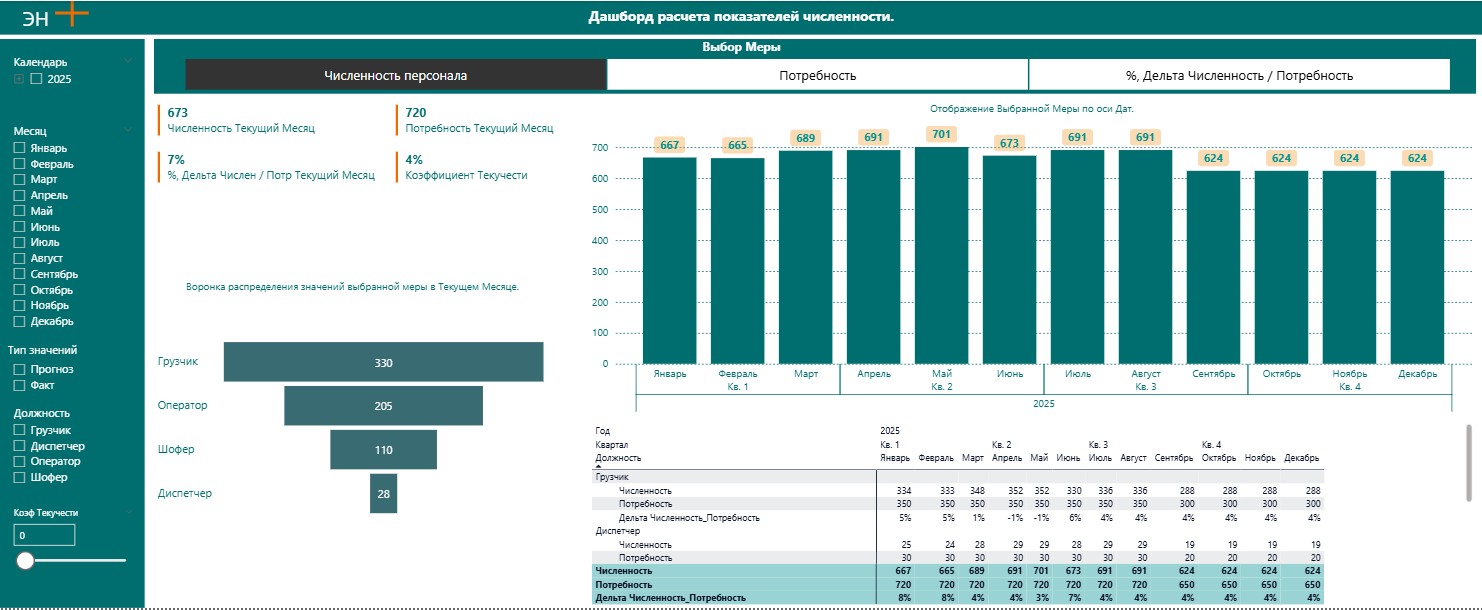 ЭН
Дашборд расчета показателей численности.
Календарь
2025
Месяц
Январь
Февраль
Март
Апрель
Май
Июнь
Июль
Август
Сентябрь
Октябрь
Ноябрь
Декабрь
Тип значений
Прогноз
Факт
Должность
Грузчик
Диспетчер
Оператор
Шофер
Коэф Текучести
0
Выбор Меры
Численность персонала Потребность %, Дельта Численность / Потребность
673 720
Численность Текущий Месяц Потребность Текущий Месяц
7% 4%
%, Дельта Числен / Потр Текущий Месяц Коэффициент Текучести
Воронка распределения значений выбранной меры в Текущем Месяце.
Грузчик 330
Оператор 205
Шофер 110
Диспетчер 28
Отображение Выбранной Меры по оси Дат.
667 665 689 691 701 673 691 691 624 624 624 624
700
600
500
400
300
200
100
0
Январь Февраль Март Апрель Май Июнь Июль Август Сентябрь Октябрь Ноябрь Декабрь
Кв. 1 Кв. 2 Кв. 3 Кв. 4
2025
Год 2025
Квартал Кв. 1 Кв. 2 Кв. 3 Кв. 4
Должность Январь Февраль Март Апрель Май Июнь Июль Август Сентябрь Октябрь Ноябрь Декабрь
Грузчик
Численность 334 333 348 352 352 330 336 336 288 288 288 288
Потребность 350 350 350 350 350 350 350 350 300 300 300 300
Дельта Численность_Потребность 5% 5% 1% -1% -1% 6% 4% 4% 4% 4% 4% 4%
Диспетчер
Численность 25 24 28 29 29 28 29 29 19 19 19 19
Потребность 30 30 30 30 30 30 30 30 20 20 20 20
Численность 667 665 689 691 701 673 691 691 624 624 624 624
Потребность 720 720 720 720 720 720 720 720 650 650 650 650
Дельта Численность_Потребность 8% 8% 4% 4% 3% 7% 4% 4% 4% 4% 4% 4%